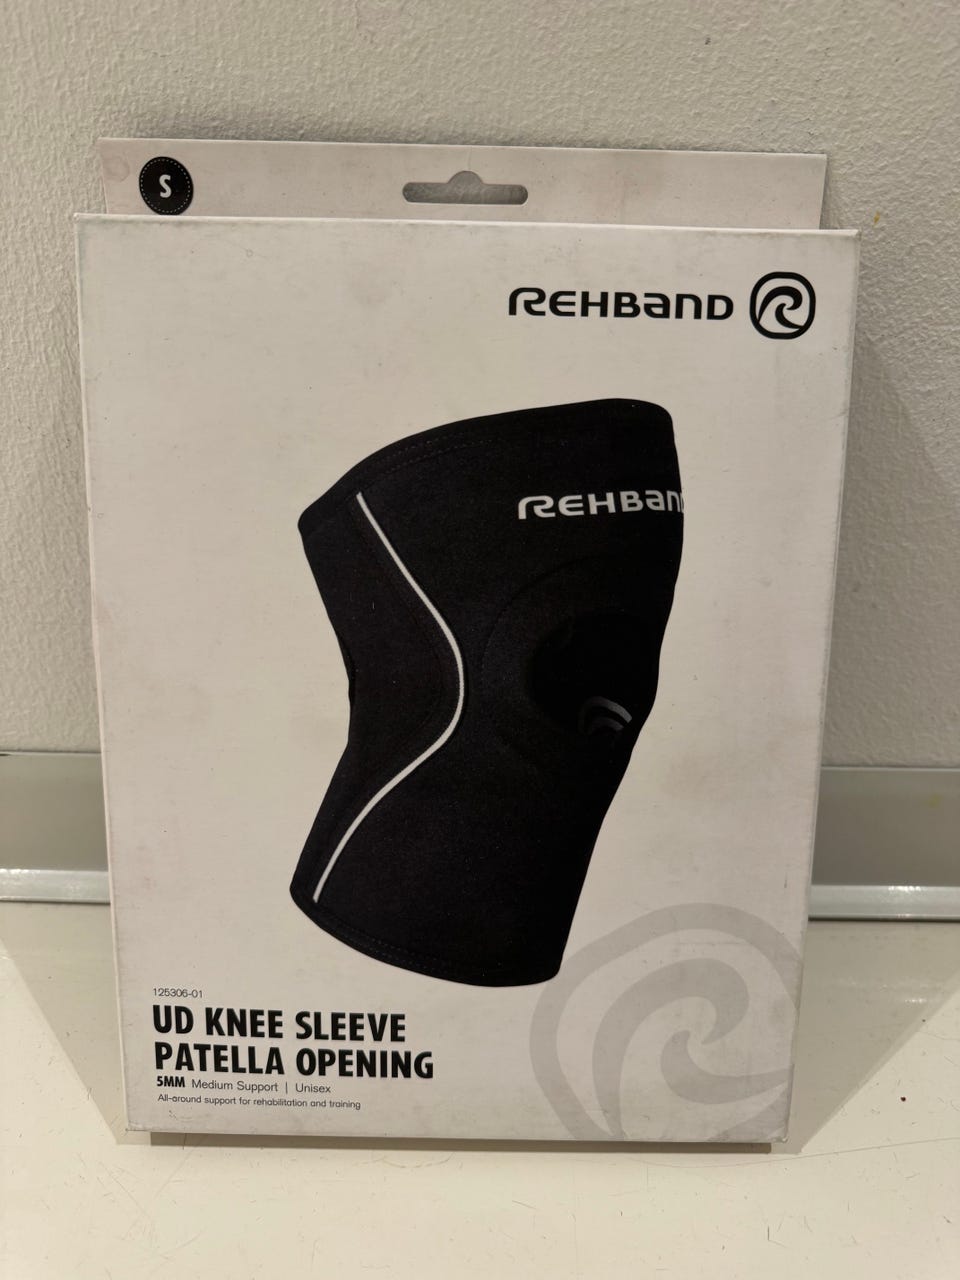 S
REHBAND
REHBAN
125306-01
UD KNEE SLEEVE
PATELLA OPENING
5MM Medium Support | Unisex
All-around support for rehabilitation and training